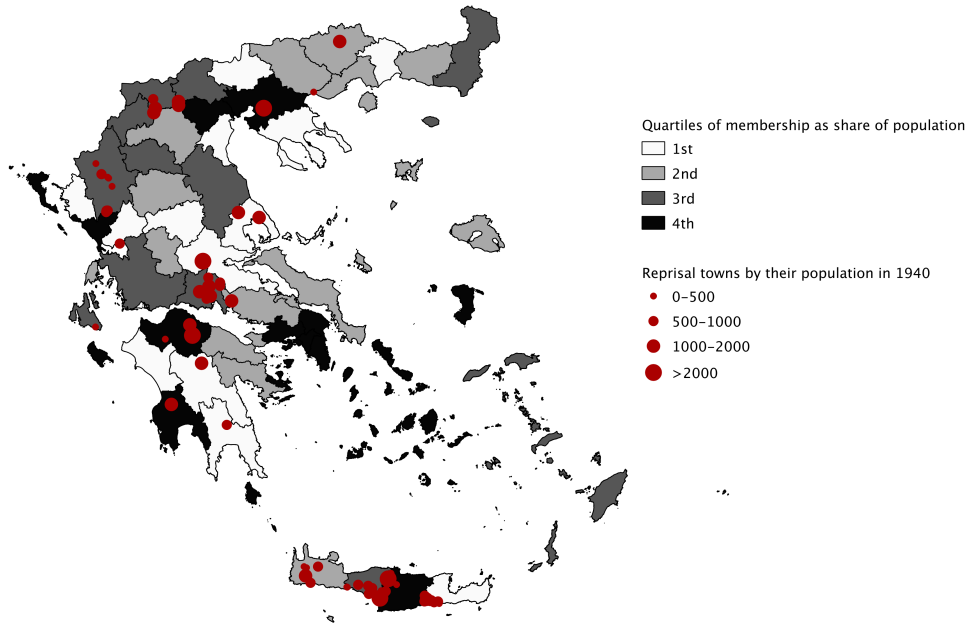 Quartiles of membership as share of population
1st
2nd
3rd
4th
Reprisal towns by their population in 1940
0–500
500–1000
1000–2000
>2000